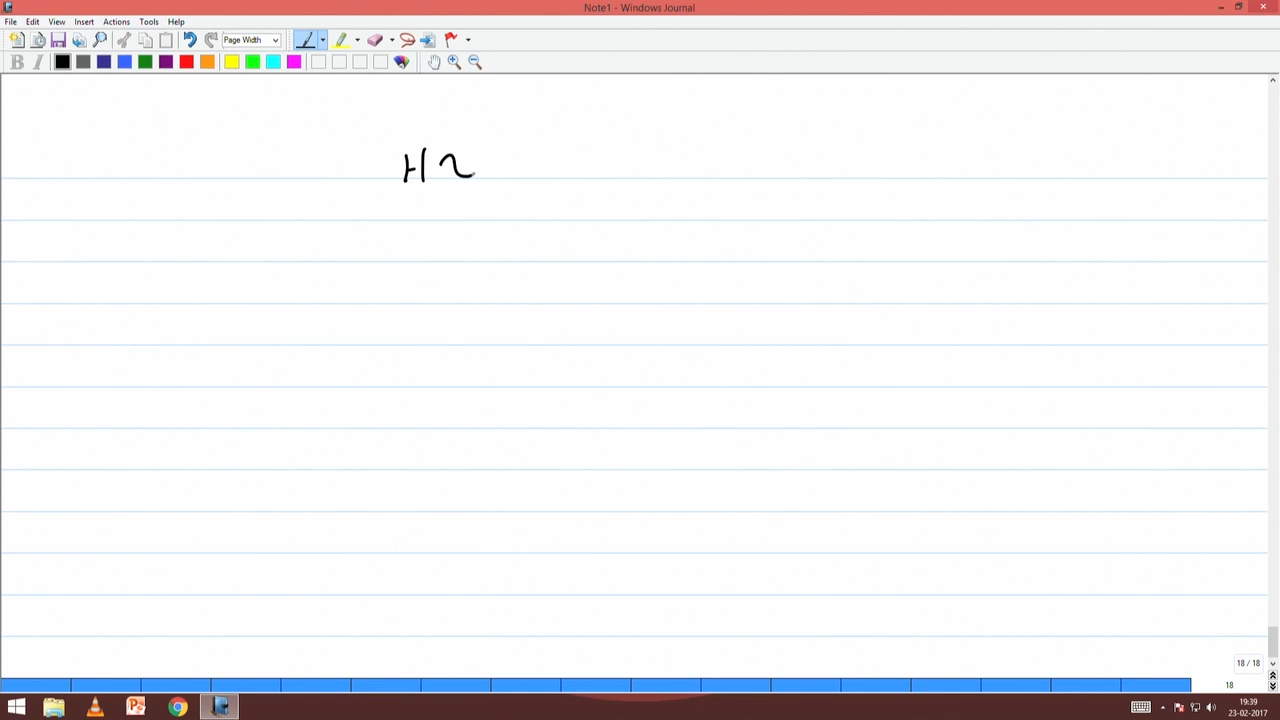 Note1 - Windows Journal
File Edit View Insert Actions Tools Help
Page Width
B I
H
18 / 18
18
19:39
23-02-2017